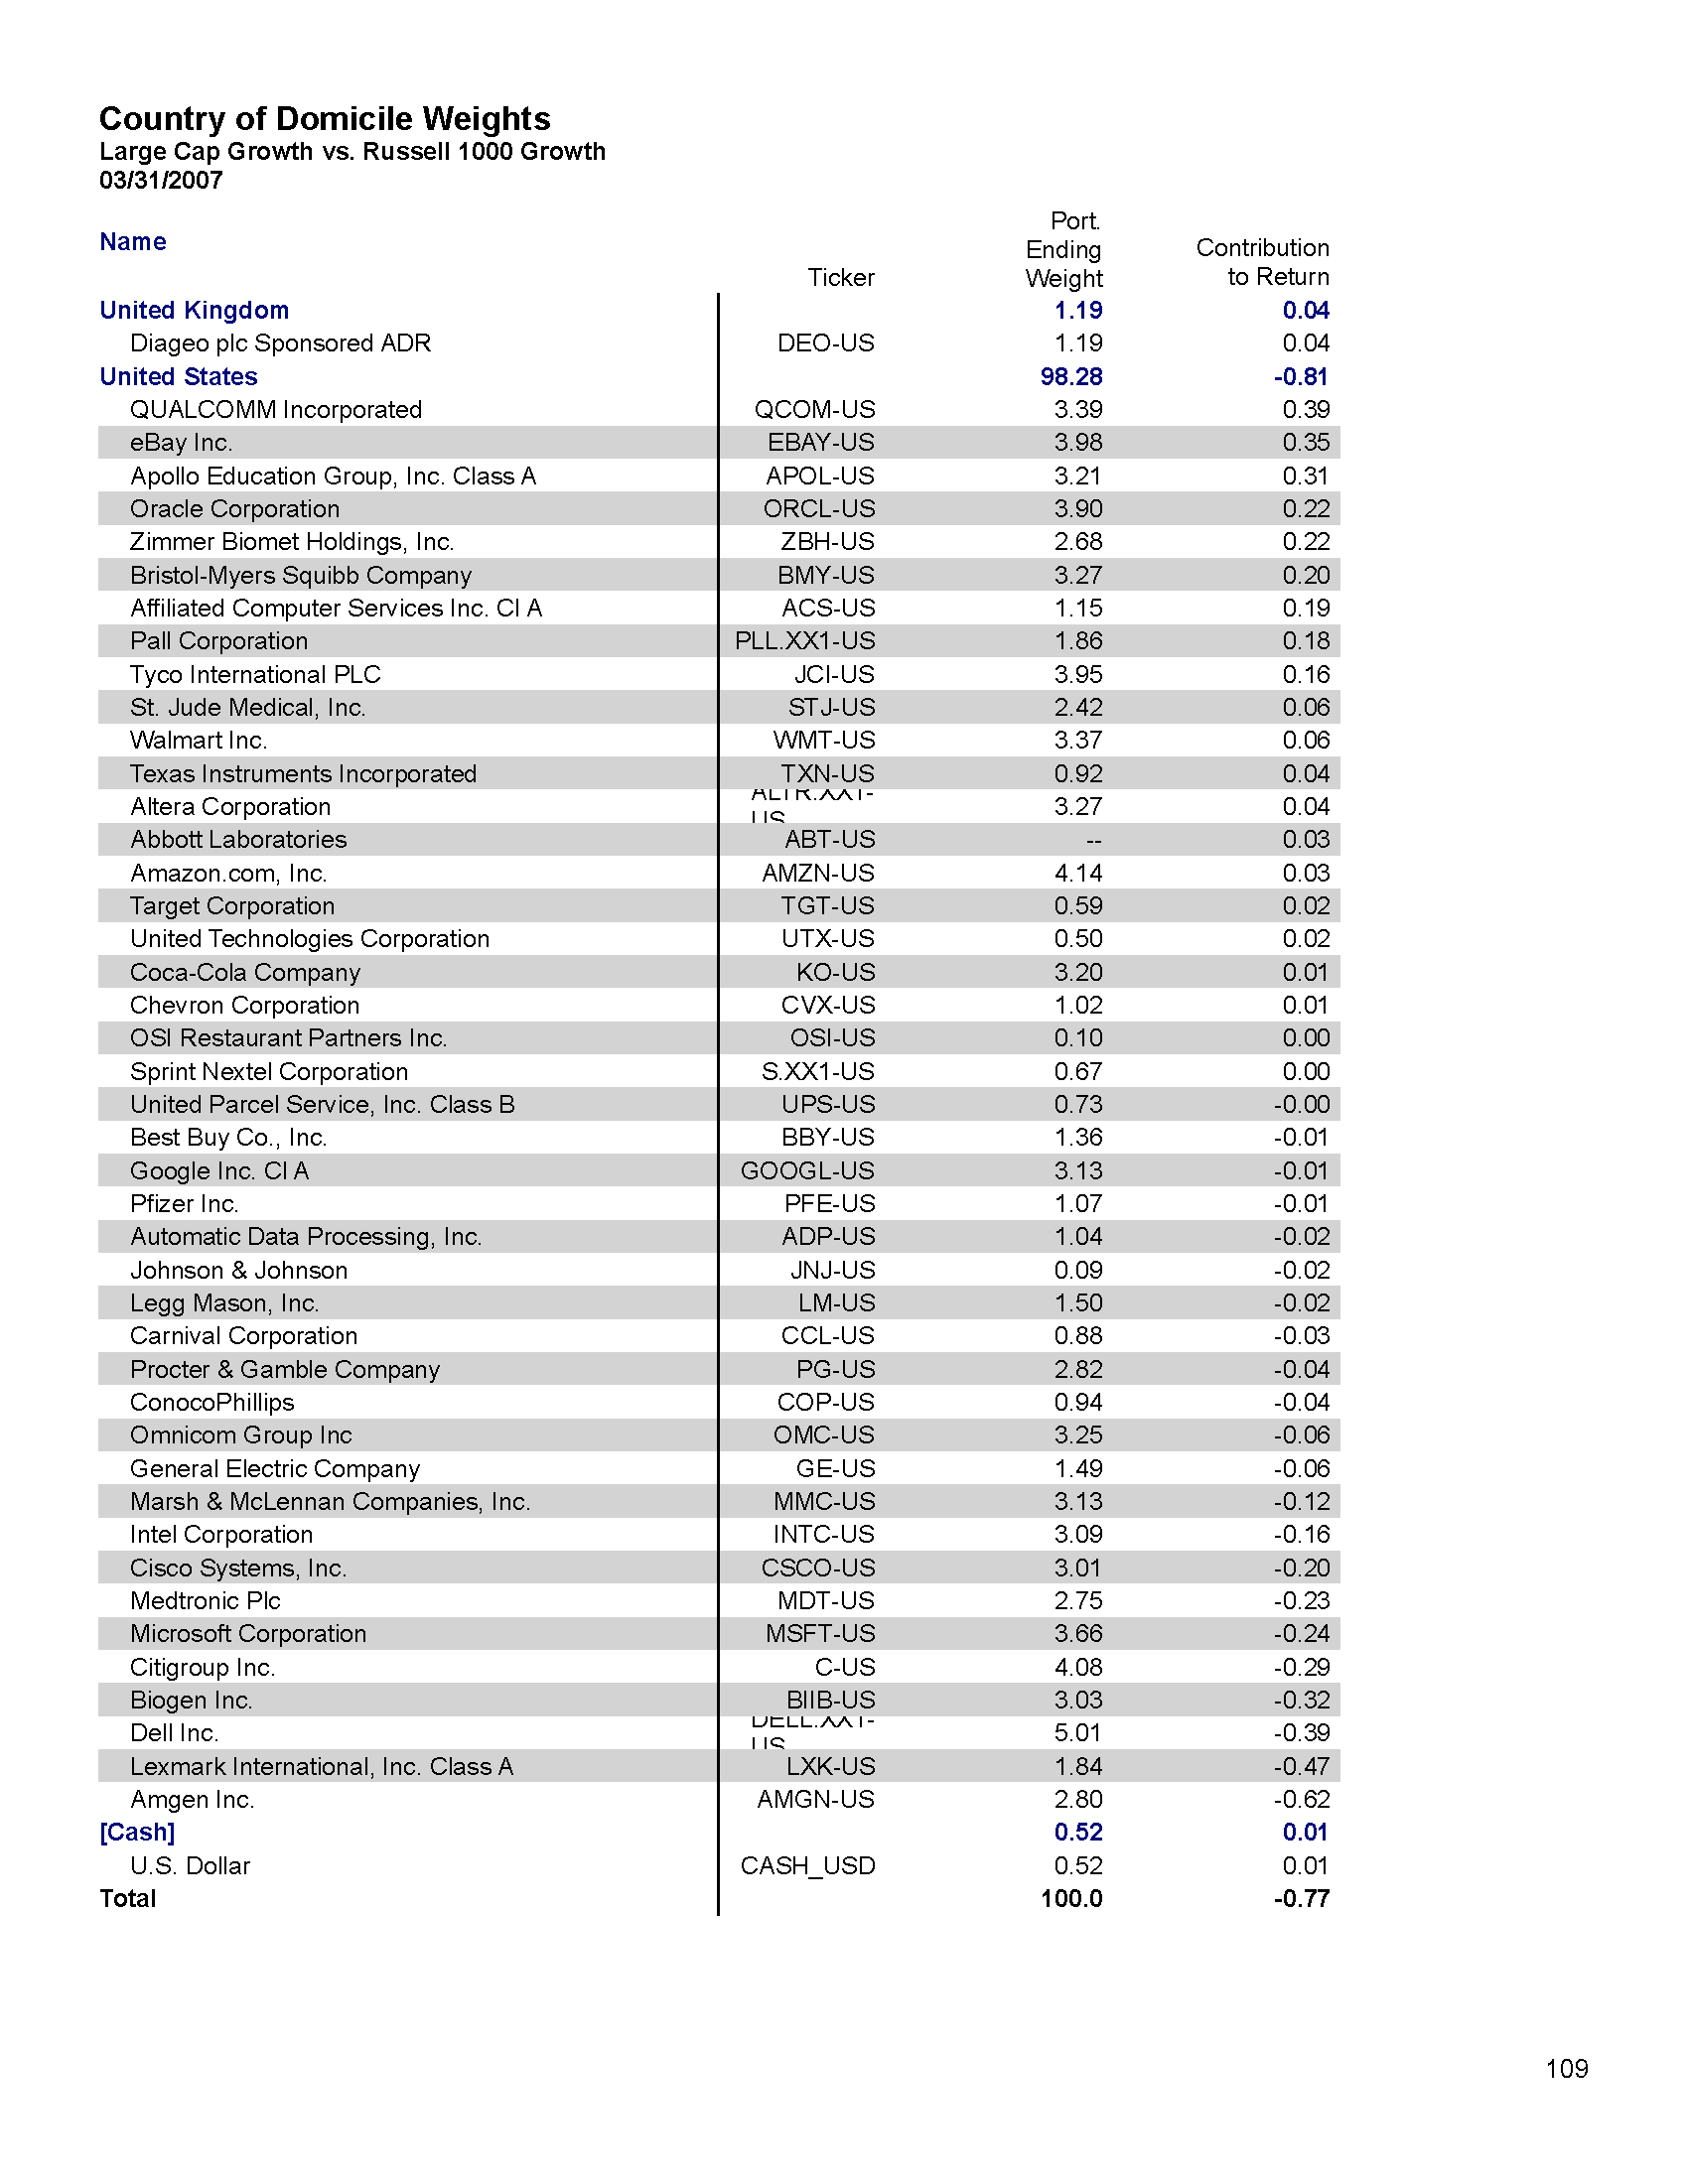 Country of Domicile Weights
Large Cap Growth vs. Russell 1000 Growth
03/31/2007
Name Ticker Port. Ending Weight Contribution to Return
United Kingdom 1.19 0.04
Diageo plc Sponsored ADR DEO-US 1.19 0.04
United States 98.28 -0.81
QUALCOMM Incorporated QCOM-US 3.39 0.39
eBay Inc. EBAY-US 3.98 0.35
Apollo Education Group, Inc. Class A APOL-US 3.21 0.31
Oracle Corporation ORCL-US 3.90 0.22
Zimmer Biomet Holdings, Inc. ZBH-US 2.68 0.22
Bristol-Myers Squibb Company BMY-US 3.27 0.20
Affiliated Computer Services Inc. Cl A ACS-US 1.15 0.19
Pall Corporation PLL.XX1-US 1.86 0.18
Tyco International PLC JCI-US 3.95 0.16
St. Jude Medical, Inc. STJ-US 2.42 0.06
Walmart Inc. WMT-US 3.37 0.06
Texas Instruments Incorporated TXN-US 0.92 0.04
Altera Corporation ALTR.XX1-US 3.27 0.04
Abbott Laboratories ABT-US -- 0.03
Amazon.com, Inc. AMZN-US 4.14 0.03
Target Corporation TGT-US 0.59 0.02
United Technologies Corporation UTX-US 0.50 0.02
Coca-Cola Company KO-US 3.20 0.01
Chevron Corporation CVX-US 1.02 0.01
OSI Restaurant Partners Inc. OSI-US 0.10 0.00
Sprint Nextel Corporation S.XX1-US 0.67 0.00
United Parcel Service, Inc. Class B UPS-US 0.73 -0.00
Best Buy Co., Inc. BBY-US 1.36 -0.01
Google Inc. Cl A GOOGL-US 3.13 -0.01
Pfizer Inc. PFE-US 1.07 -0.01
Automatic Data Processing, Inc. ADP-US 1.04 -0.02
Johnson & Johnson JNJ-US 0.09 -0.02
Legg Mason, Inc. LM-US 1.50 -0.02
Carnival Corporation CCL-US 0.88 -0.03
Procter & Gamble Company PG-US 2.82 -0.04
ConocoPhillips COP-US 0.94 -0.04
Omnicom Group Inc OMC-US 3.25 -0.06
General Electric Company GE-US 1.49 -0.06
Marsh & McLennan Companies, Inc. MMC-US 3.13 -0.12
Intel Corporation INTC-US 3.09 -0.16
Cisco Systems, Inc. CSCO-US 3.01 -0.20
Medtronic Plc MDT-US 2.75 -0.23
Microsoft Corporation MSFT-US 3.66 -0.24
Citigroup Inc. C-US 4.08 -0.29
Biogen Inc. BIIB-US 3.03 -0.32
Dell Inc. DELL.XX1-US 5.01 -0.39
Lexmark International, Inc. Class A LXK-US 1.84 -0.47
Amgen Inc. AMGN-US 2.80 -0.62
[Cash] 0.52 0.01
U.S. Dollar CASH_USD 0.52 0.01
Total 100.0 -0.77
109